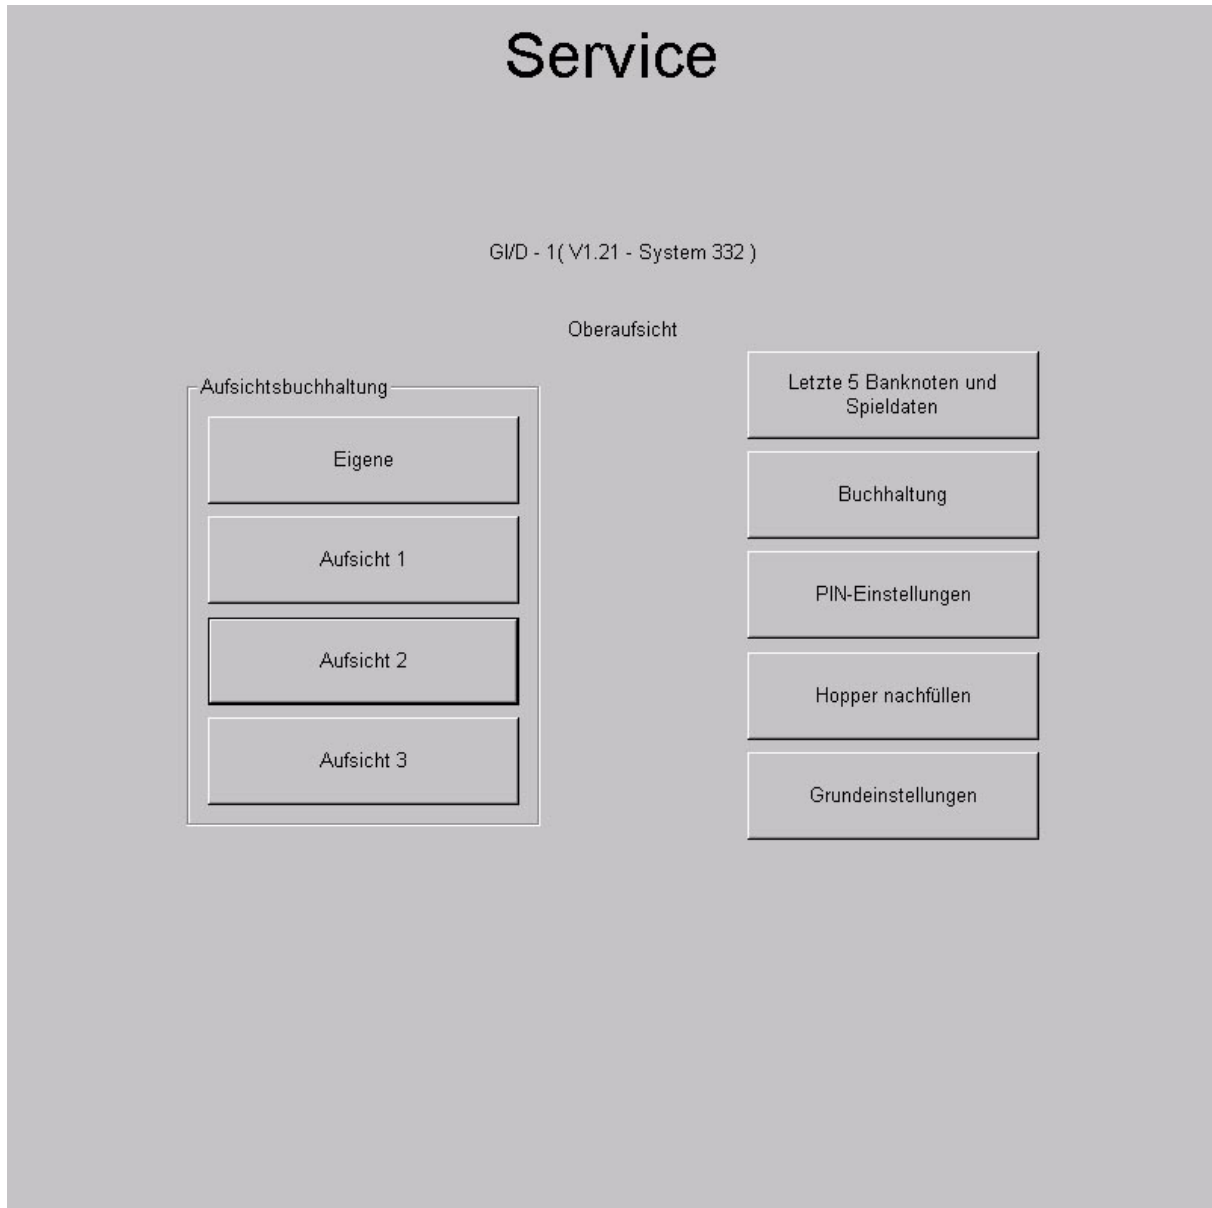 Service
GI/D - 1( V1.21 - System 332 )
Oberaufsicht
Aufsichtsbuchhaltung
Eigene
Aufsicht 1
Aufsicht 2
Aufsicht 3
Letzte 5 Banknoten und
Spieldaten
Buchhaltung
PIN-Einstellungen
Hopper nachfüllen
Grundeinstellungen